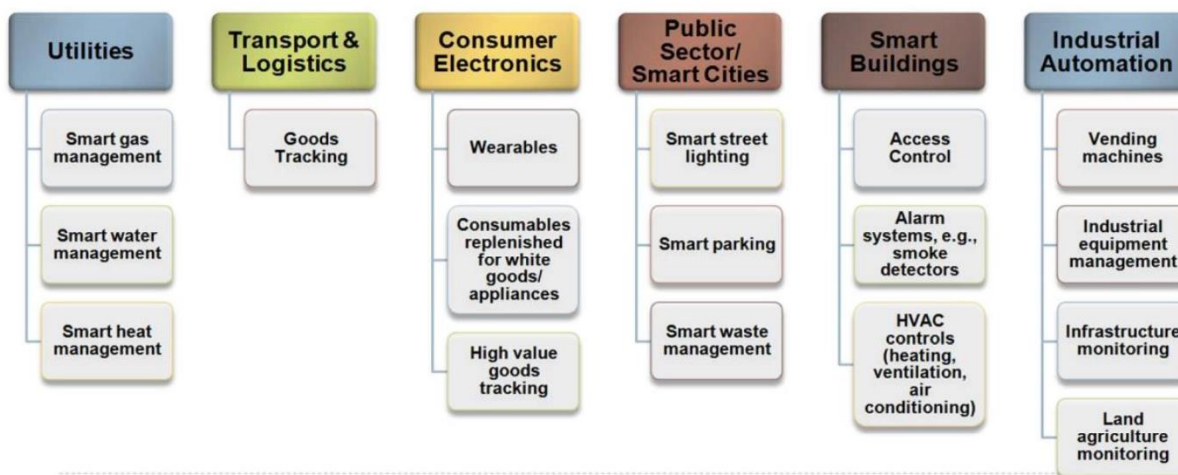 Utilities
Smart gas
management
Smart water
management
Smart heat
management
Transport &
Logistics
Goods
Tracking
Consumer
Electronics
Wearables
Consumables
replenished
for white
goods/
appliances
High value
goods
tracking
Public
Sector/
Smart Cities
Smart street
lighting
Smart parking
Smart waste
management
Smart
Buildings
Access
Control
Alarm
systems, e.g.,
smoke
detectors
HVAC
controls
(heating,
ventilation,
air
conditioning)
Industrial
Automation
Vending
machines
Industrial
equipment
management
Infrastructure
monitoring
Land
agriculture
monitoring